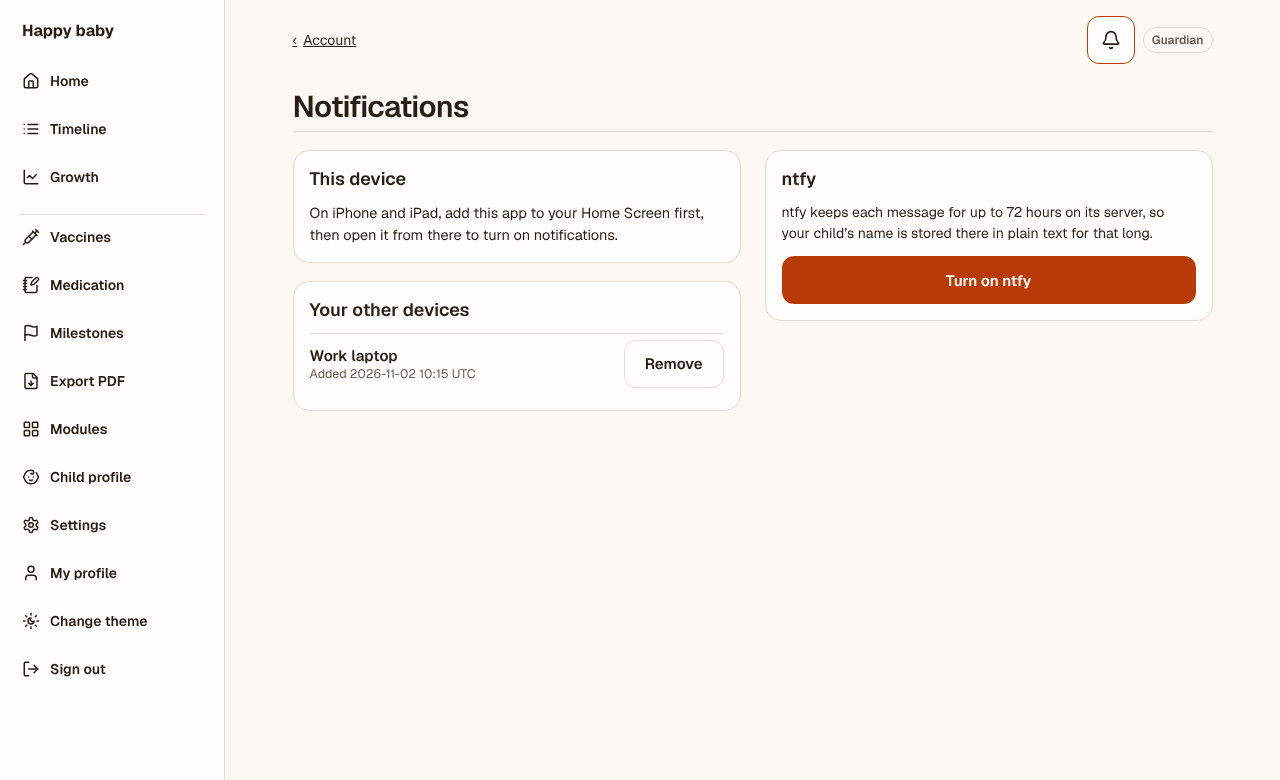 Happy baby
Home
Timeline
Growth
Vaccines
Medication
Milestones
Export PDF
Modules
Child profile
Settings
My profile
Change theme
Sign out
‹ Account
Guardian
Notifications
This device
On iPhone and iPad, add this app to your Home Screen first,
then open it from there to turn on notifications.
Your other devices
Work laptop
Added 2026-11-02 10:15 UTC
Remove
ntfy
ntfy keeps each message for up to 72 hours on its server, so
your child's name is stored there in plain text for that long.
Turn on ntfy